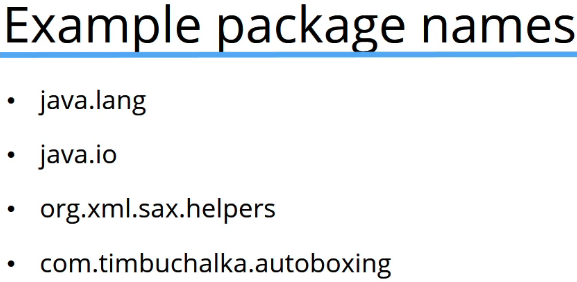 Example package names
• java.lang
• java.io
• org.xml.sax.helpers
• com.timbuchalka.autoboxing